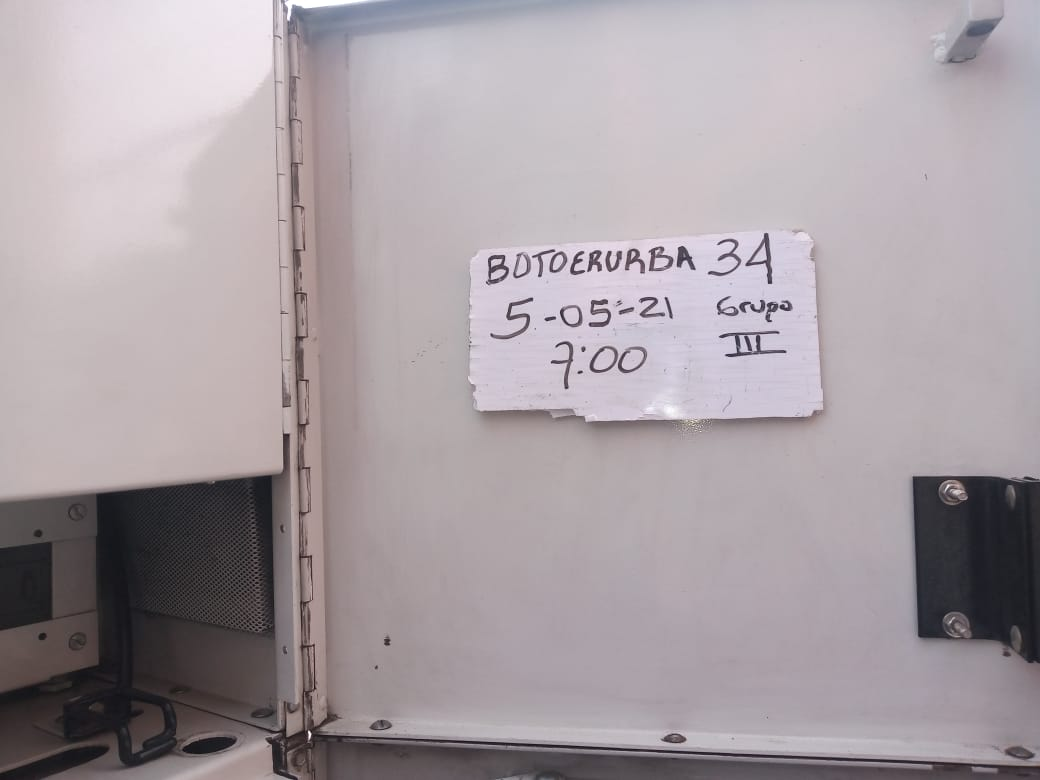 BOTOERURBA 34
5-05-21 Grupo
7:00 III